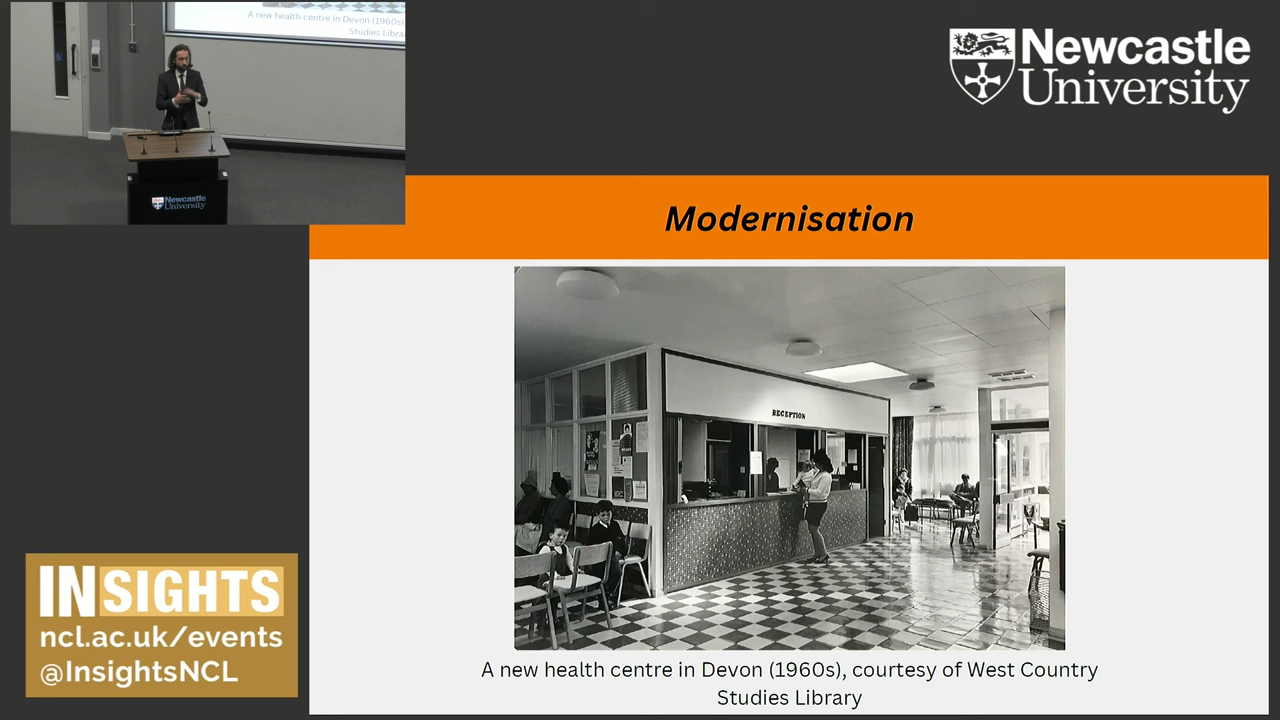 A new health centre in Devon (1960s)
Studies Libra
Newcastle
University
Newcastle
University
Modernisation
RECEPTION
A new health centre in Devon (1960s), courtesy of West Country
Studies Library
INSIGHTS
ncl.ac.uk/events
@InsightsNCL